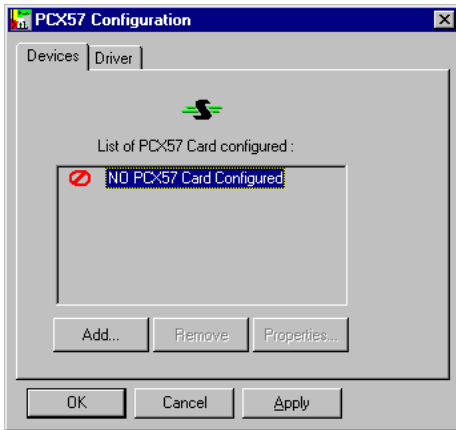 PCX57 Configuration
Devices
Driver
List of PCX57 Card configured :
NO PCX57 Card Configured
Add...
Remove
Properties...
OK
Cancel
Apply